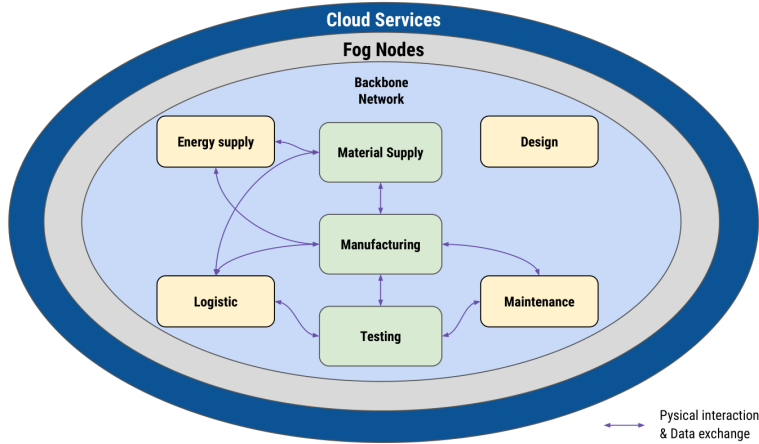 Cloud Services
Fog Nodes
Backbone
Network
Energy supply
Material Supply
Design
Manufacturing
Logistic
Maintenance
Testing
Pysical interaction
& Data exchange